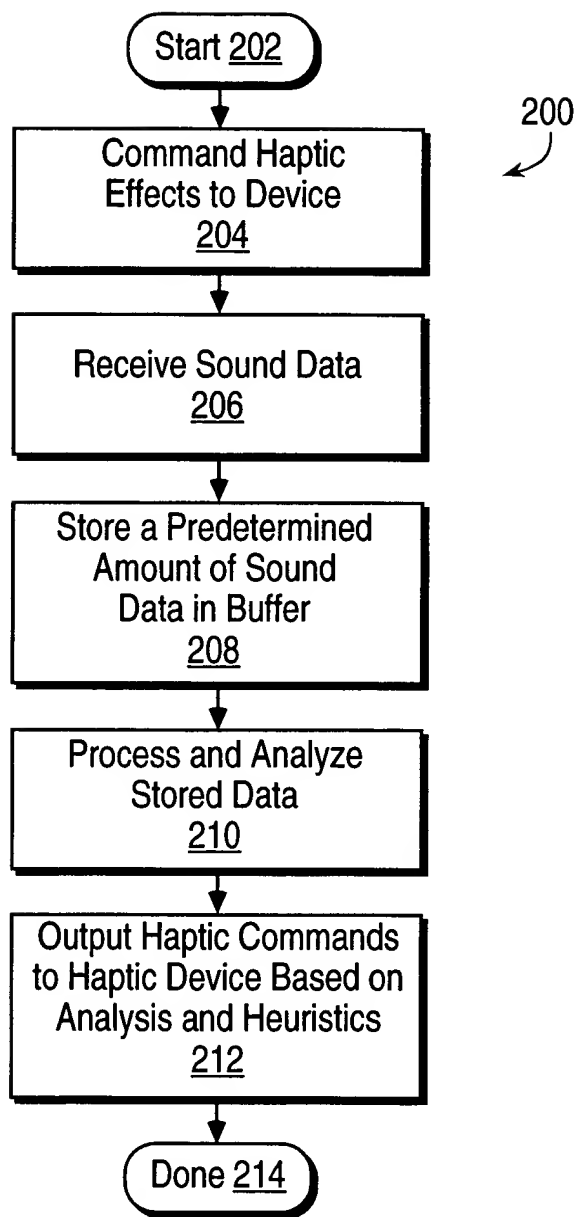 Start 202
200
Command Haptic
Effects to Device
204
Receive Sound Data
206
Store a Predetermined
Amount of Sound
Data in Buffer
208
Process and Analyze
Stored Data
210
Output Haptic Commands
to Haptic Device Based on
Analysis and Heuristics
212
Done 214